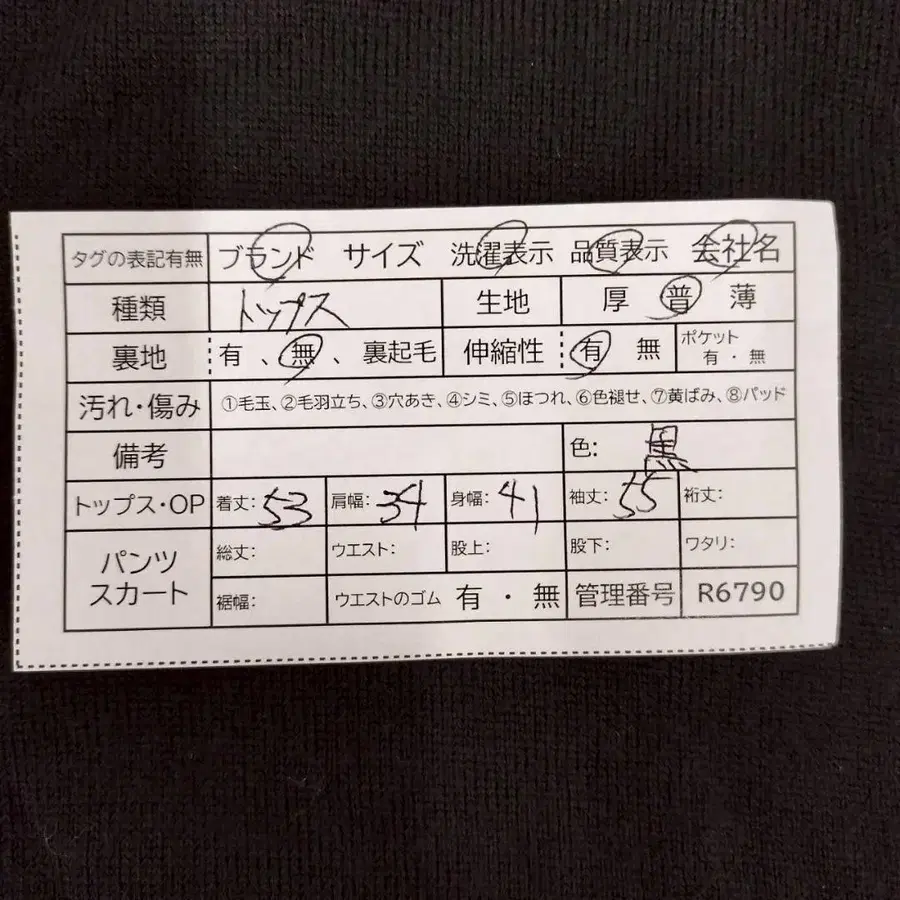 タグの表記有無 ブランド サイズ 洗濯表示 品質表示 会社名
種類 トップス 生地 厚 普 薄
裏地 有 、無 、裏起毛 伸縮性 有 無 ポケット 有・無
汚れ・傷み ①毛玉、②毛羽立ち、③穴あき、④シミ、⑤ほつれ、⑥色褪せ、⑦黄ばみ、⑧パッド
備考 色: 黒
トップス・OP 着丈: 53 肩幅: 34 身幅: 41 袖丈: 55 裄丈:
パンツ スカート 総丈: ウエスト: 股上: 股下: ワタリ:
裾幅: ウエストのゴム 有・無 管理番号 R6790